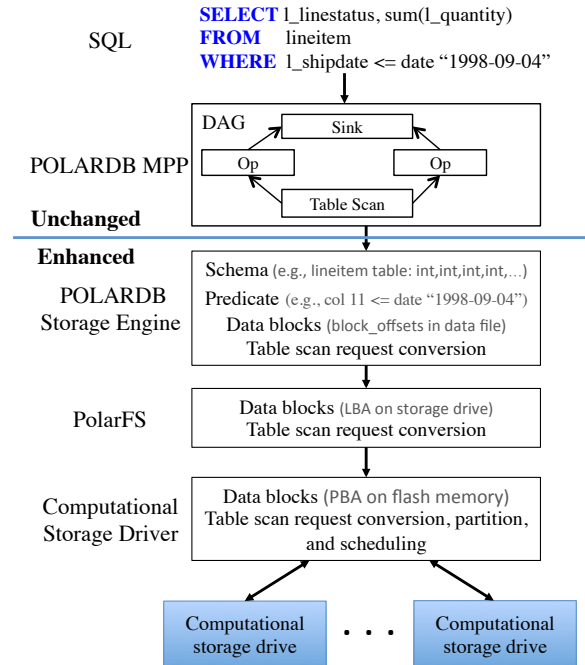 SQL
SELECT l_linestatus, sum(l_quantity)
FROM lineitem
WHERE l_shipdate <= date “1998-09-04”
POLARDB MPP
DAG
Sink
Op
Op
Table Scan
Unchanged
Enhanced
POLARDB
Storage Engine
Schema (e.g., lineitem table: int,int,int,int,…)
Predicate (e.g., col 11 <= date “1998-09-04”)
Data blocks (block_offsets in data file)
Table scan request conversion
PolarFS
Data blocks (LBA on storage drive)
Table scan request conversion
Computational
Storage Driver
Data blocks (PBA on flash memory)
Table scan request conversion, partition,
and scheduling
Computational
storage drive
. . .
Computational
storage drive